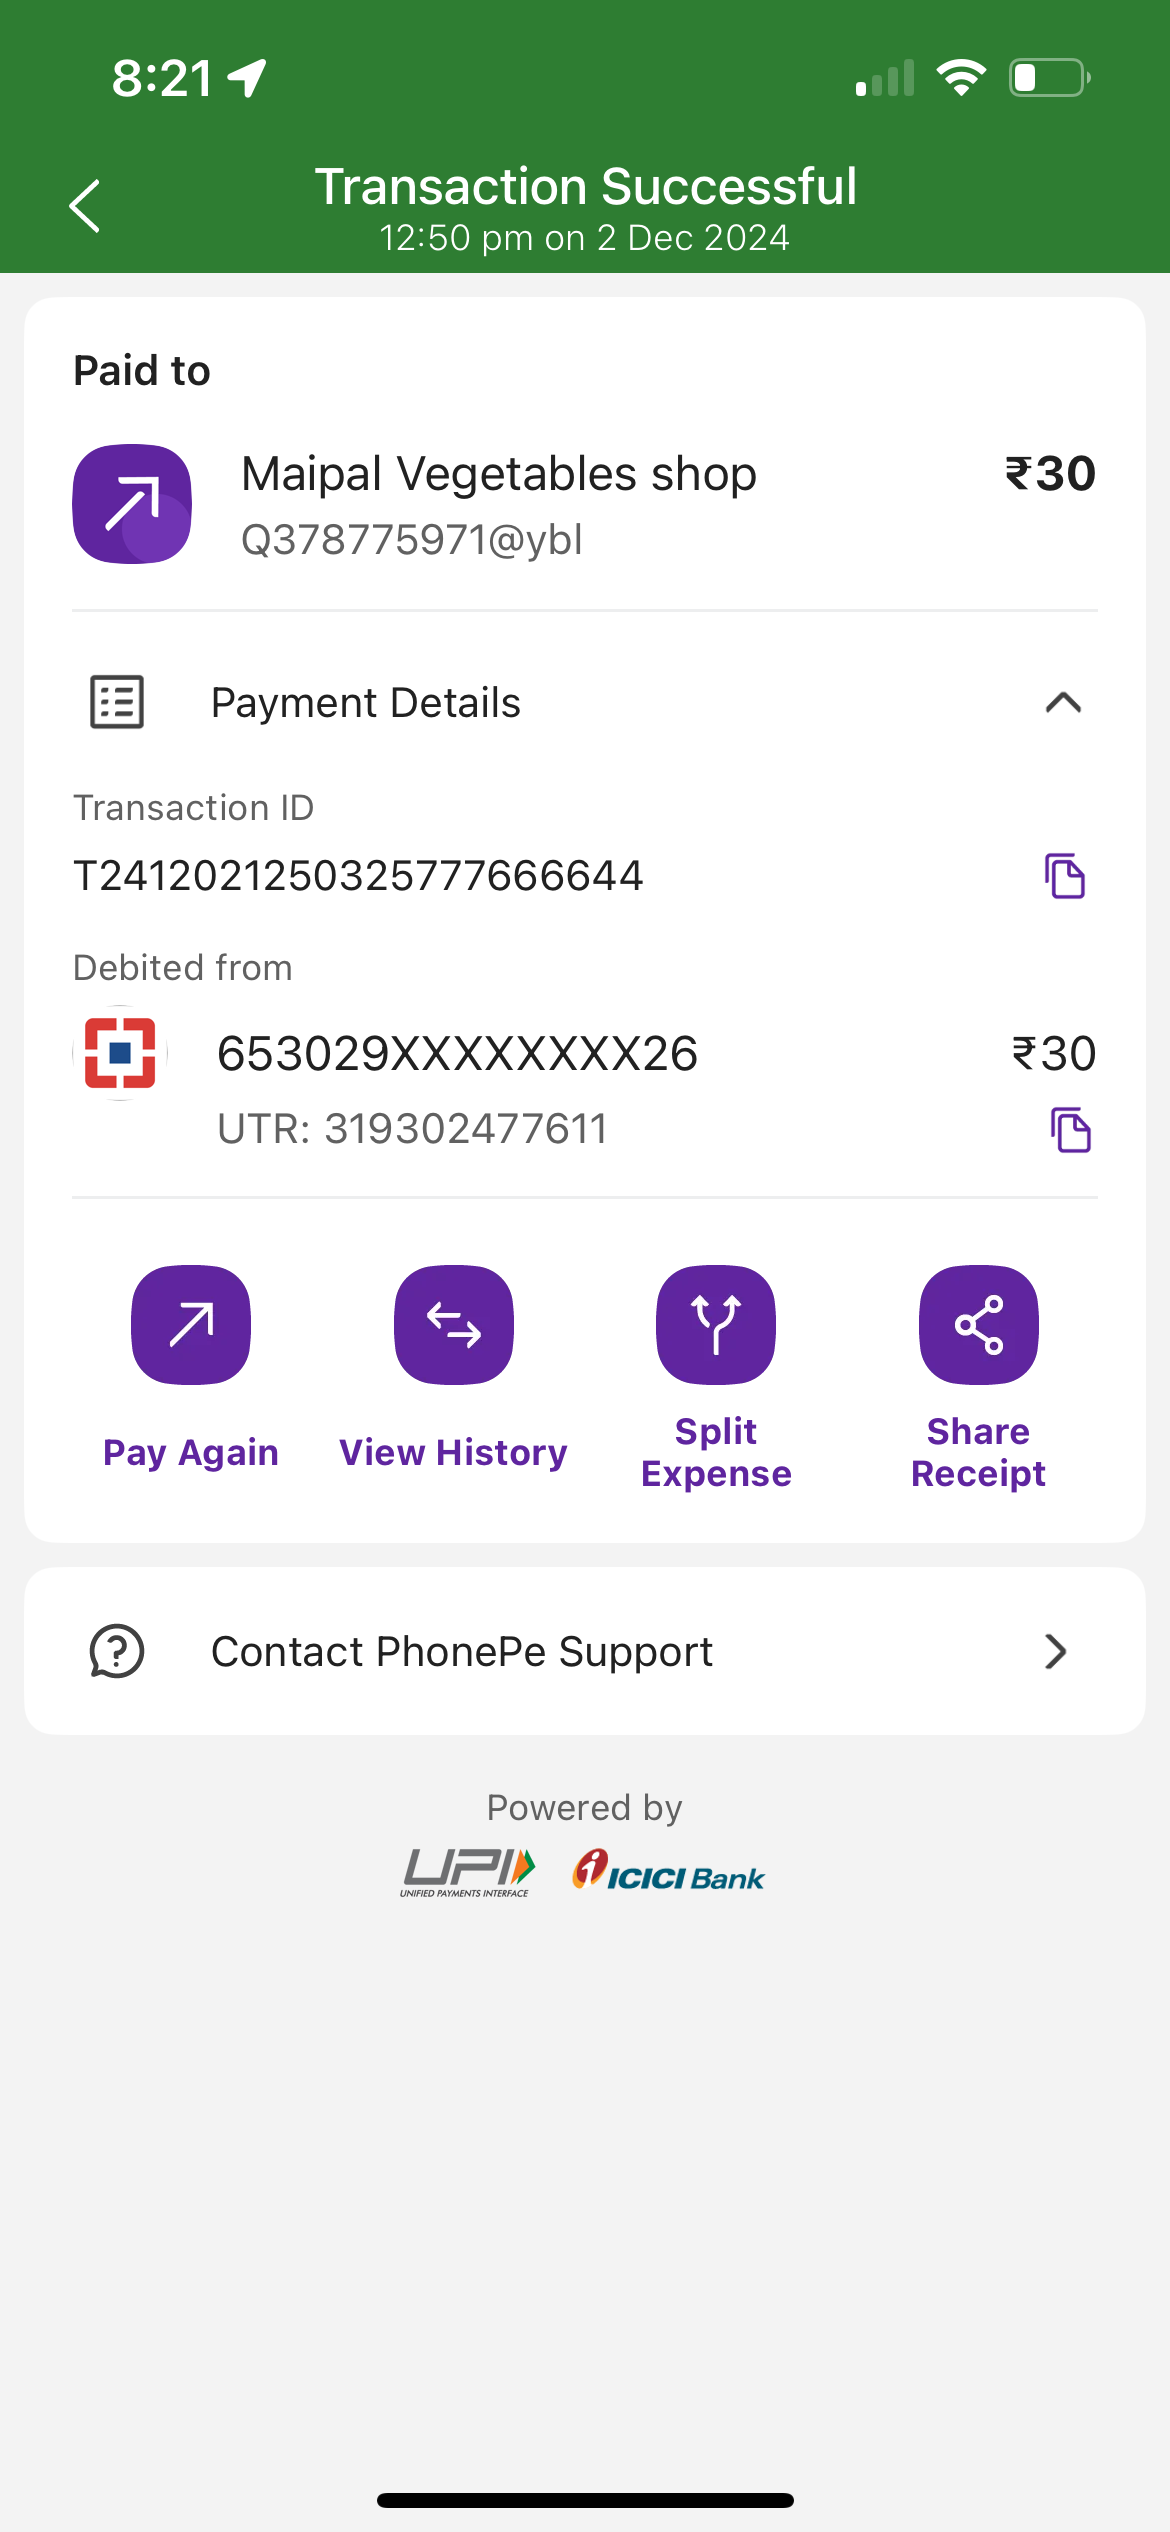 8:21
Transaction Successful
12:50 pm on 2 Dec 2024
Paid to
Maipal Vegetables shop ₹30
Q378775971@ybl
Payment Details
Transaction ID
T2412021250325777666644
Debited from
653029XXXXXXXX26 ₹30
UTR: 319302477611
Pay Again
View History
Split
Expense
Share
Receipt
Contact PhonePe Support
Powered by
UPI
UNIFIED PAYMENTS INTERFACE
ICICI Bank